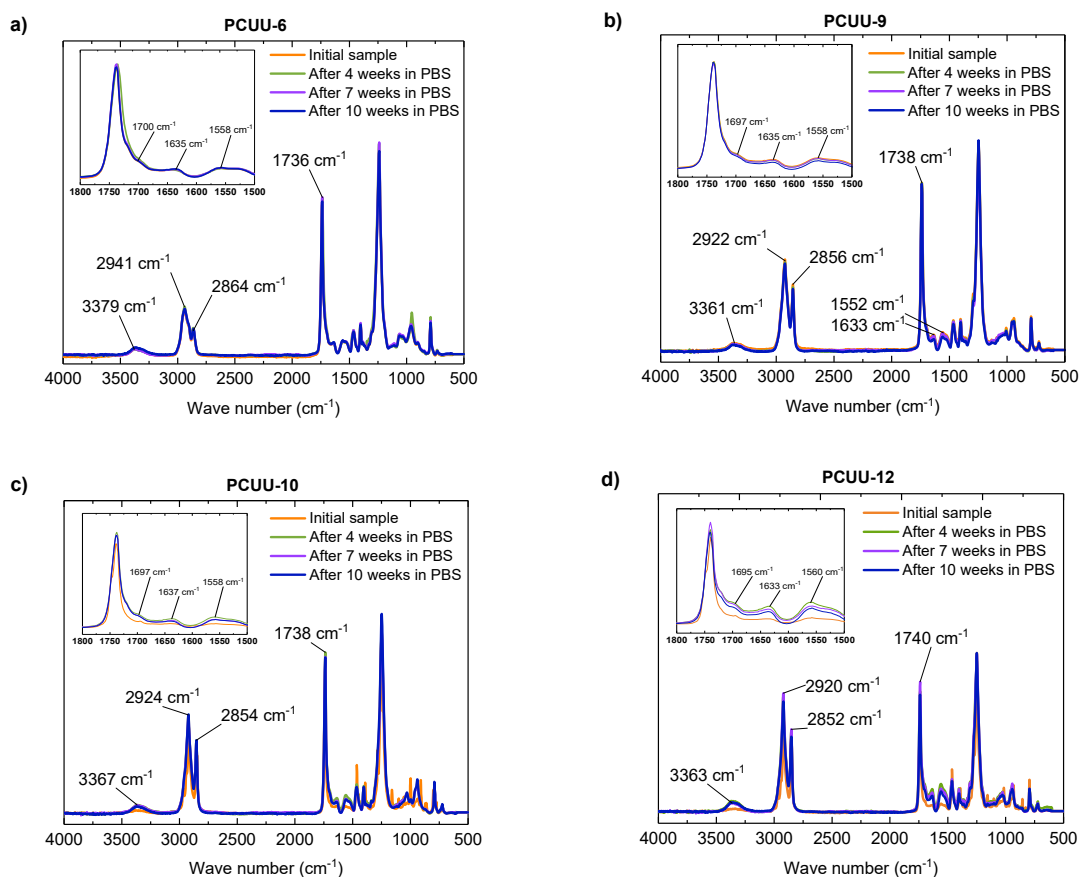 a)
PCUU-6
Initial sample
After 4 weeks in PBS
After 7 weeks in PBS
After 10 weeks in PBS
1700 cm⁻¹
1635 cm⁻¹
1558 cm⁻¹
1800 1750 1700 1650 1600 1550 1500
1736 cm⁻¹
2941 cm⁻¹
2864 cm⁻¹
3379 cm⁻¹
4000 3500 3000 2500 2000 1500 1000 500
Wave number (cm⁻¹)
b)
PCUU-9
Initial sample
After 4 weeks in PBS
After 7 weeks in PBS
After 10 weeks in PBS
1697 cm⁻¹
1635 cm⁻¹
1558 cm⁻¹
1800 1750 1700 1650 1600 1550 1500
1738 cm⁻¹
2922 cm⁻¹
2856 cm⁻¹
3361 cm⁻¹
1552 cm⁻¹
1633 cm⁻¹
4000 3500 3000 2500 2000 1500 1000 500
Wave number (cm⁻¹)
c)
PCUU-10
Initial sample
After 4 weeks in PBS
After 7 weeks in PBS
After 10 weeks in PBS
1697 cm⁻¹
1637 cm⁻¹
1558 cm⁻¹
1800 1750 1700 1650 1600 1550 1500
1738 cm⁻¹
2924 cm⁻¹
2854 cm⁻¹
3367 cm⁻¹
4000 3500 3000 2500 2000 1500 1000 500
Wave number (cm⁻¹)
d)
PCUU-12
Initial sample
After 4 weeks in PBS
After 7 weeks in PBS
After 10 weeks in PBS
1695 cm⁻¹
1633 cm⁻¹
1560 cm⁻¹
1800 1750 1700 1650 1600 1550 1500
1740 cm⁻¹
2920 cm⁻¹
2852 cm⁻¹
3363 cm⁻¹
4000 3500 3000 2500 2000 1500 1000 500
Wave number (cm⁻¹)